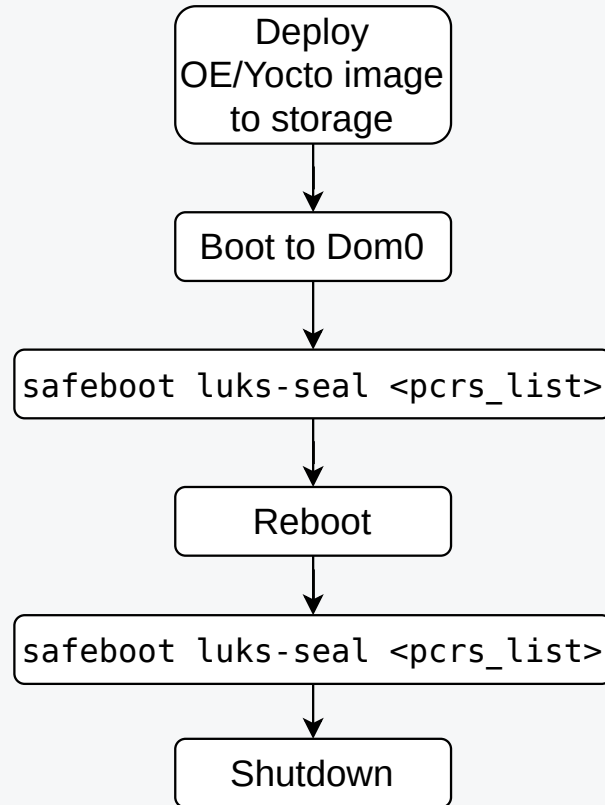 Deploy
OE/Yocto image
to storage
Boot to Dom0
safeboot luks-seal <pcrs_list>
Reboot
safeboot luks-seal <pcrs_list>
Shutdown